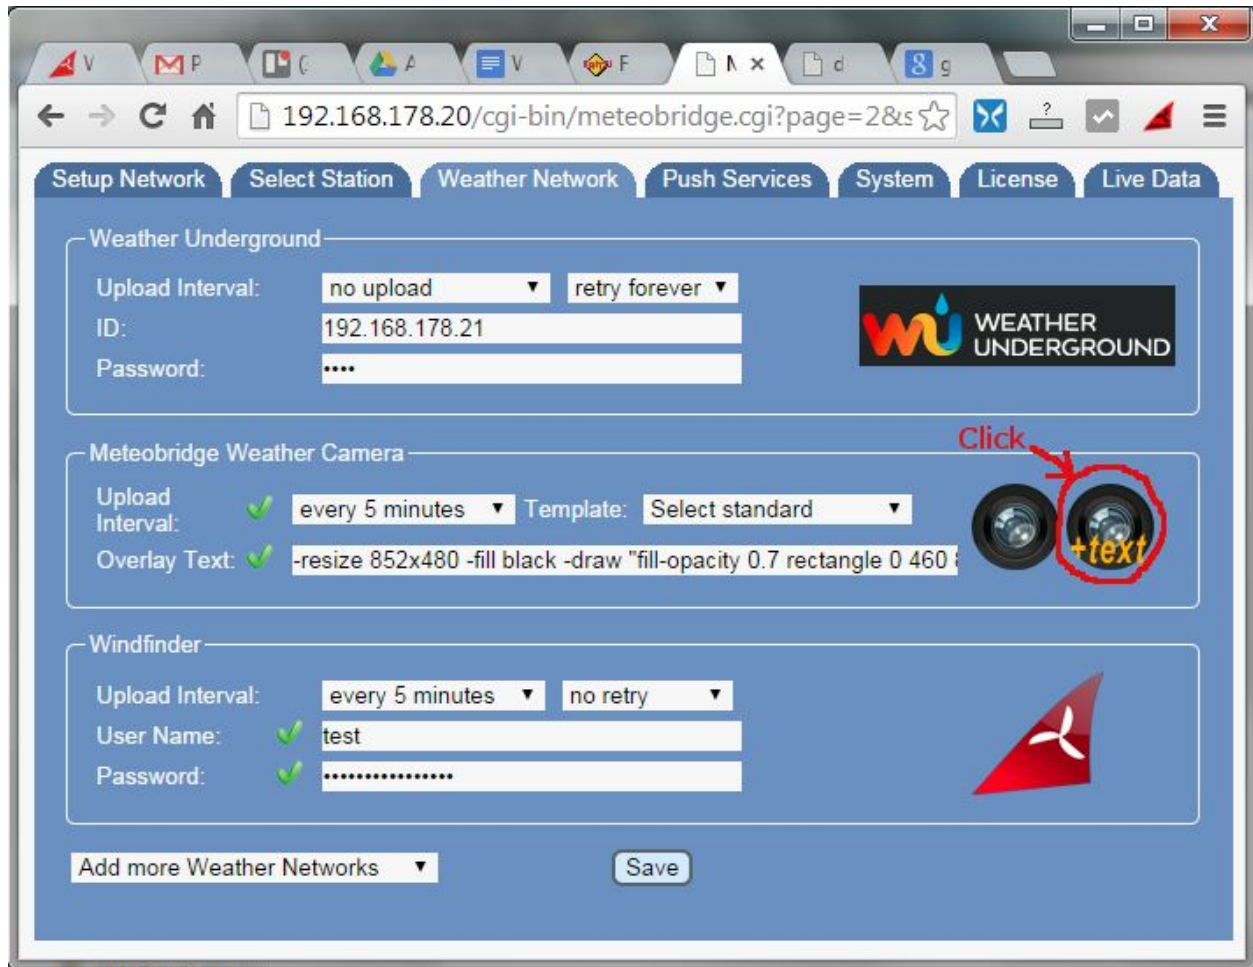 V P C A V F N d g
192.168.178.20/cgi-bin/meteobridge.cgi?page=2&s ?
Setup Network Select Station Weather Network Push Services System License Live Data
Weather Underground
Upload Interval: no upload retry forever
WEATHER
UNDERGROUND
ID: 192.168.178.21
Password: ••••
Click
Meteobridge Weather Camera
Upload
Interval: every 5 minutes Template: Select standard
Overlay Text: -resize 852x480 -fill black -draw "fill-opacity 0.7 rectangle 0 460
+text
Windfinder
Upload Interval: every 5 minutes no retry
User Name: test
Password: ••••••••••••••••
Add more Weather Networks Save